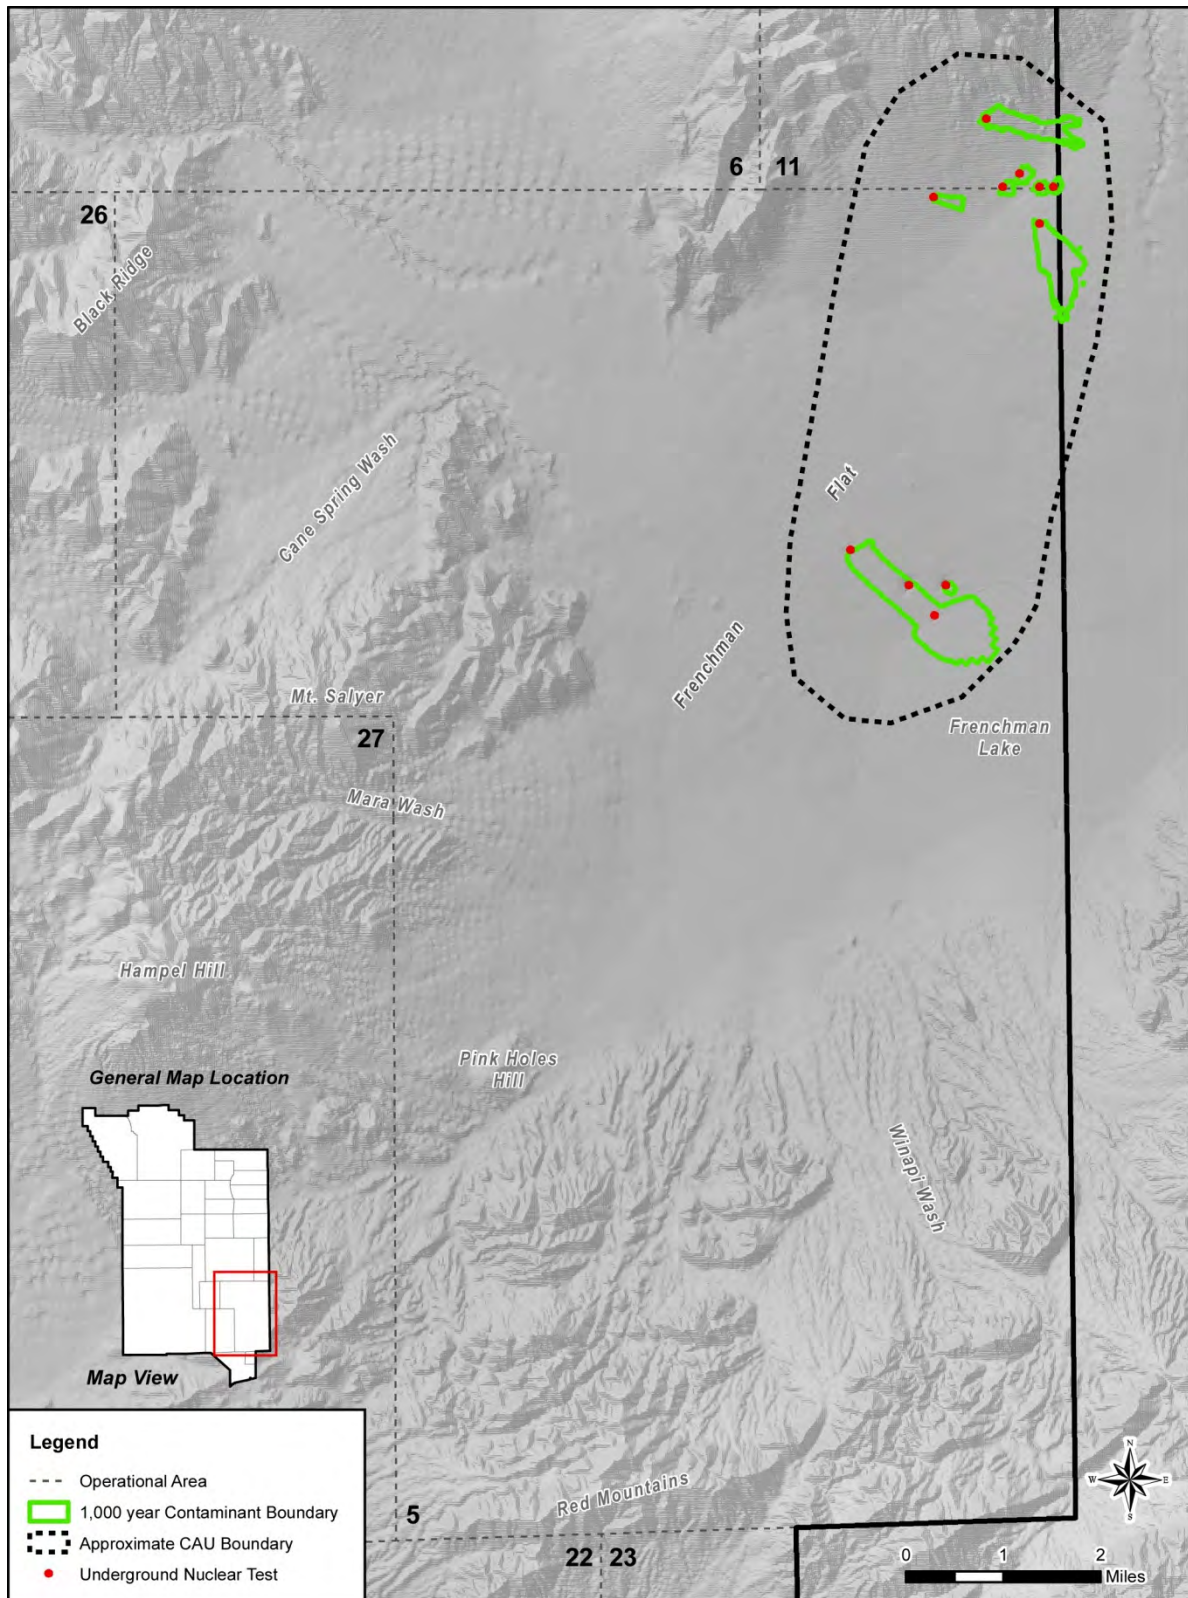 6
11
26
Black Ridge
Cane Spring Wash
Flat
Frenchman
Mt. Salyer
27
Frenchman
Lake
Mara Wash
Hampel Hill
Pink Holes
Hill
General Map Location
Winapi Wash
Map View
Legend
Operational Area
1,000 year Contaminant Boundary
Approximate CAU Boundary
Underground Nuclear Test
Red Mountains
5
22
23
N
W
E
S
0
1
2
Miles